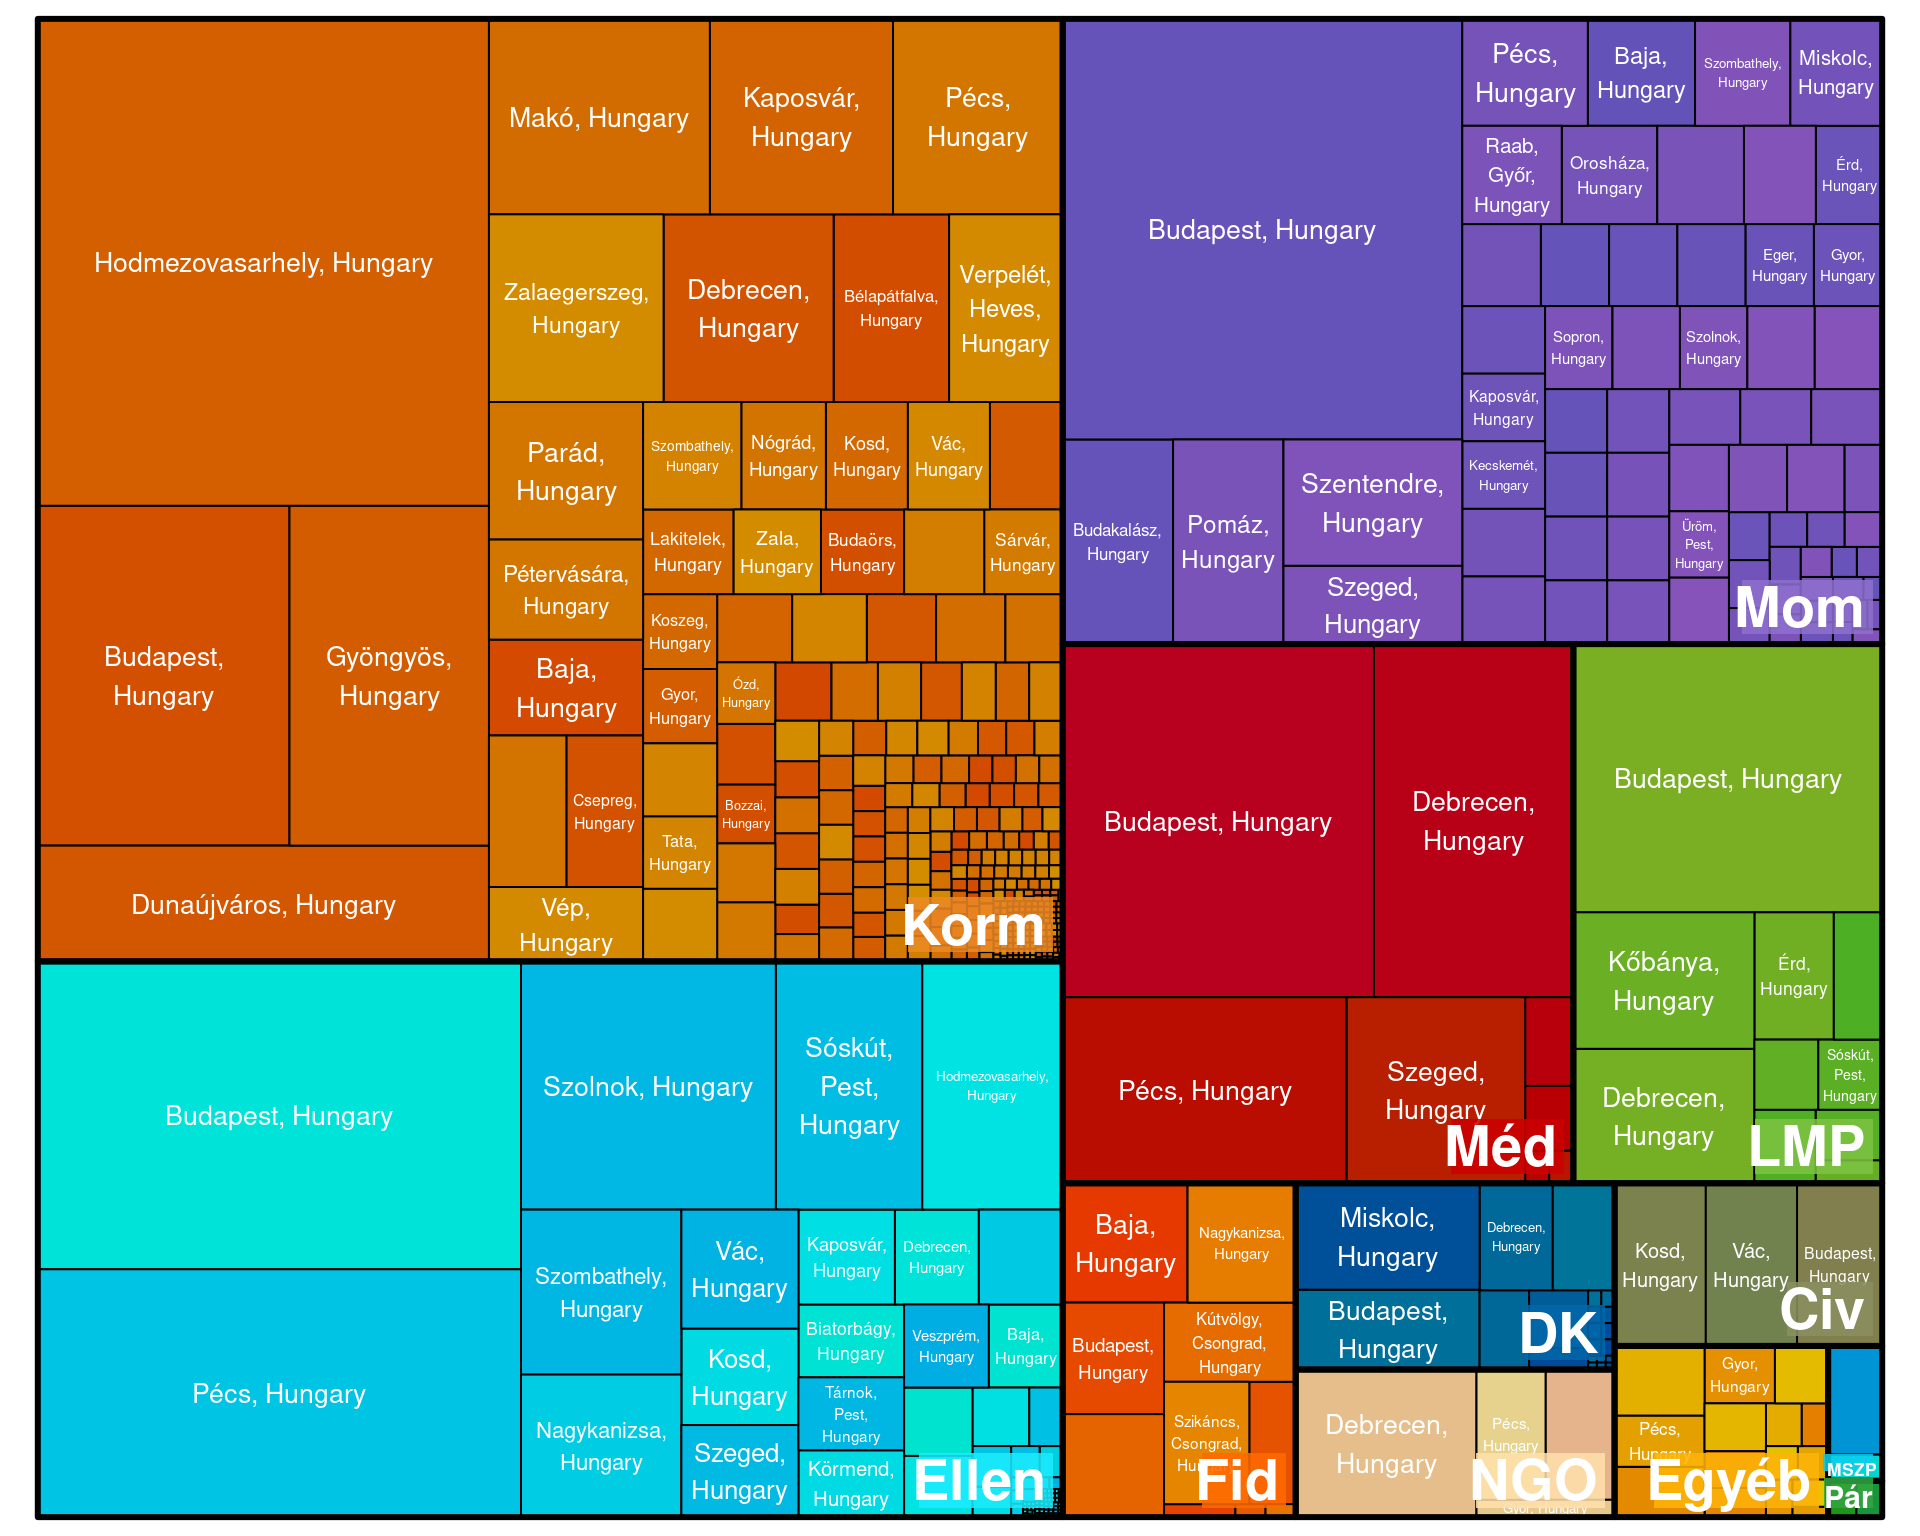 Hodmezovasarhely, Hungary
Budapest,
Hungary
Gyöngyös,
Hungary
Dunaújváros, Hungary
Makó, Hungary
Kaposvár,
Hungary
Pécs,
Hungary
Zalaegerszeg,
Hungary
Debrecen,
Hungary
Bélapátfalva,
Hungary
Verpelét,
Heves,
Hungary
Parád,
Hungary
Szombathely,
Hungary
Nógrád,
Hungary
Kosd,
Hungary
Vác,
Hungary
Lakitelek,
Hungary
Zala,
Hungary
Budaörs,
Hungary
Sárvár,
Hungary
Pétervására,
Hungary
Koszeg,
Hungary
Baja,
Hungary
Gyor,
Hungary
Ózd,
Hungary
Csepreg,
Hungary
Bozzai,
Hungary
Tata,
Hungary
Vép,
Hungary
Korm
Budapest, Hungary
Pécs,
Hungary
Baja,
Hungary
Szombathely,
Hungary
Miskolc,
Hungary
Raab,
Győr,
Hungary
Orosháza,
Hungary
Érd,
Hungary
Eger,
Hungary
Gyor,
Hungary
Sopron,
Hungary
Szolnok,
Hungary
Kaposvár,
Hungary
Kecskemét,
Hungary
Üröm,
Pest,
Hungary
Budakalász,
Hungary
Pomáz,
Hungary
Szentendre,
Hungary
Szeged,
Hungary
Mom
Budapest, Hungary
Debrecen,
Hungary
Pécs, Hungary
Szeged,
Hungary
Méd
Budapest, Hungary
Kőbánya,
Hungary
Érd,
Hungary
Debrecen,
Hungary
Sóskút,
Pest,
Hungary
LMP
Budapest, Hungary
Pécs, Hungary
Szolnok, Hungary
Sóskút,
Pest,
Hungary
Hodmezovasarhely,
Hungary
Szombathely,
Hungary
Vác,
Hungary
Kaposvár,
Hungary
Debrecen,
Hungary
Biatorbágy,
Hungary
Veszprém,
Hungary
Baja,
Hungary
Kosd,
Hungary
Tárnok,
Pest,
Hungary
Nagykanizsa,
Hungary
Szeged,
Hungary
Körmend,
Hungary
Ellen
Baja,
Hungary
Nagykanizsa,
Hungary
Budapest,
Hungary
Kútvölgy,
Csongrad,
Hungary
Szikáncs,
Csongrad,
Hungary
Fid
Miskolc,
Hungary
Debrecen,
Hungary
Budapest,
Hungary
DK
Kosd,
Hungary
Vác,
Hungary
Budapest,
Hungary
Civ
Debrecen,
Hungary
Pécs,
Hungary
Gyor, Hungary
NGO
Gyor,
Hungary
Pécs,
Hungary
Egyéb
MSZP
Pár